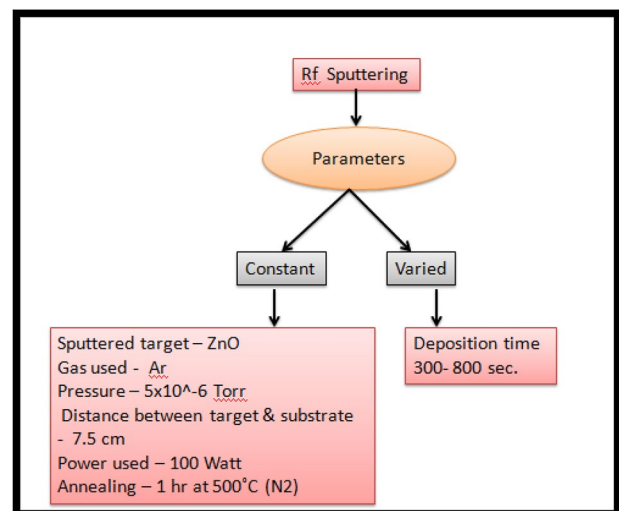 Rf Sputtering
Parameters
Constant
Varied
Sputtered target – ZnO
Gas used - Ar
Pressure – 5x10^-6 Torr
Distance between target & substrate
- 7.5 cm
Power used – 100 Watt
Annealing – 1 hr at 500°C (N2)
Deposition time
300- 800 sec.